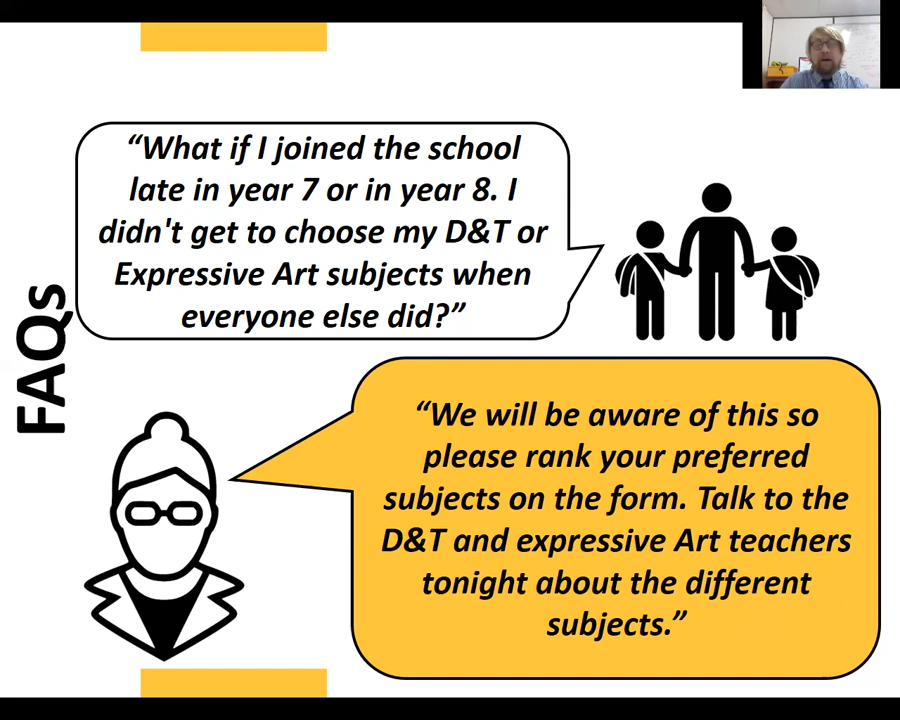 “What if I joined the school
late in year 7 or in year 8. I
didn't get to choose my D&T or
Expressive Art subjects when
everyone else did?”
FAQs
“We will be aware of this so
please rank your preferred
subjects on the form. Talk to the
D&T and expressive Art teachers
tonight about the different
subjects.”